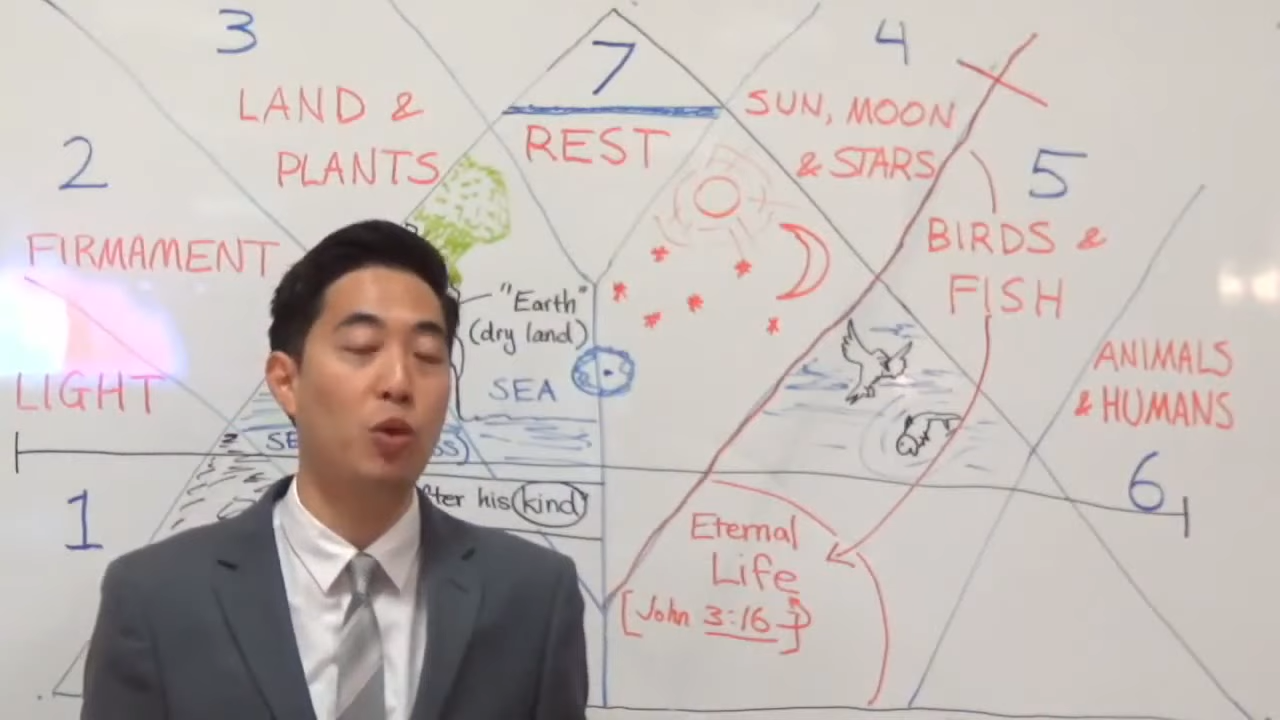 3
LAND &
PLANTS
7
REST
4
SUN, MOON
& STARS
2
FIRMAMENT
5
BIRDS &
FISH
"Earth"
(dry land)
SEA
LIGHT
ANIMALS
& HUMANS
6
1
his kind"
Eternal
Life
[John 3:16]